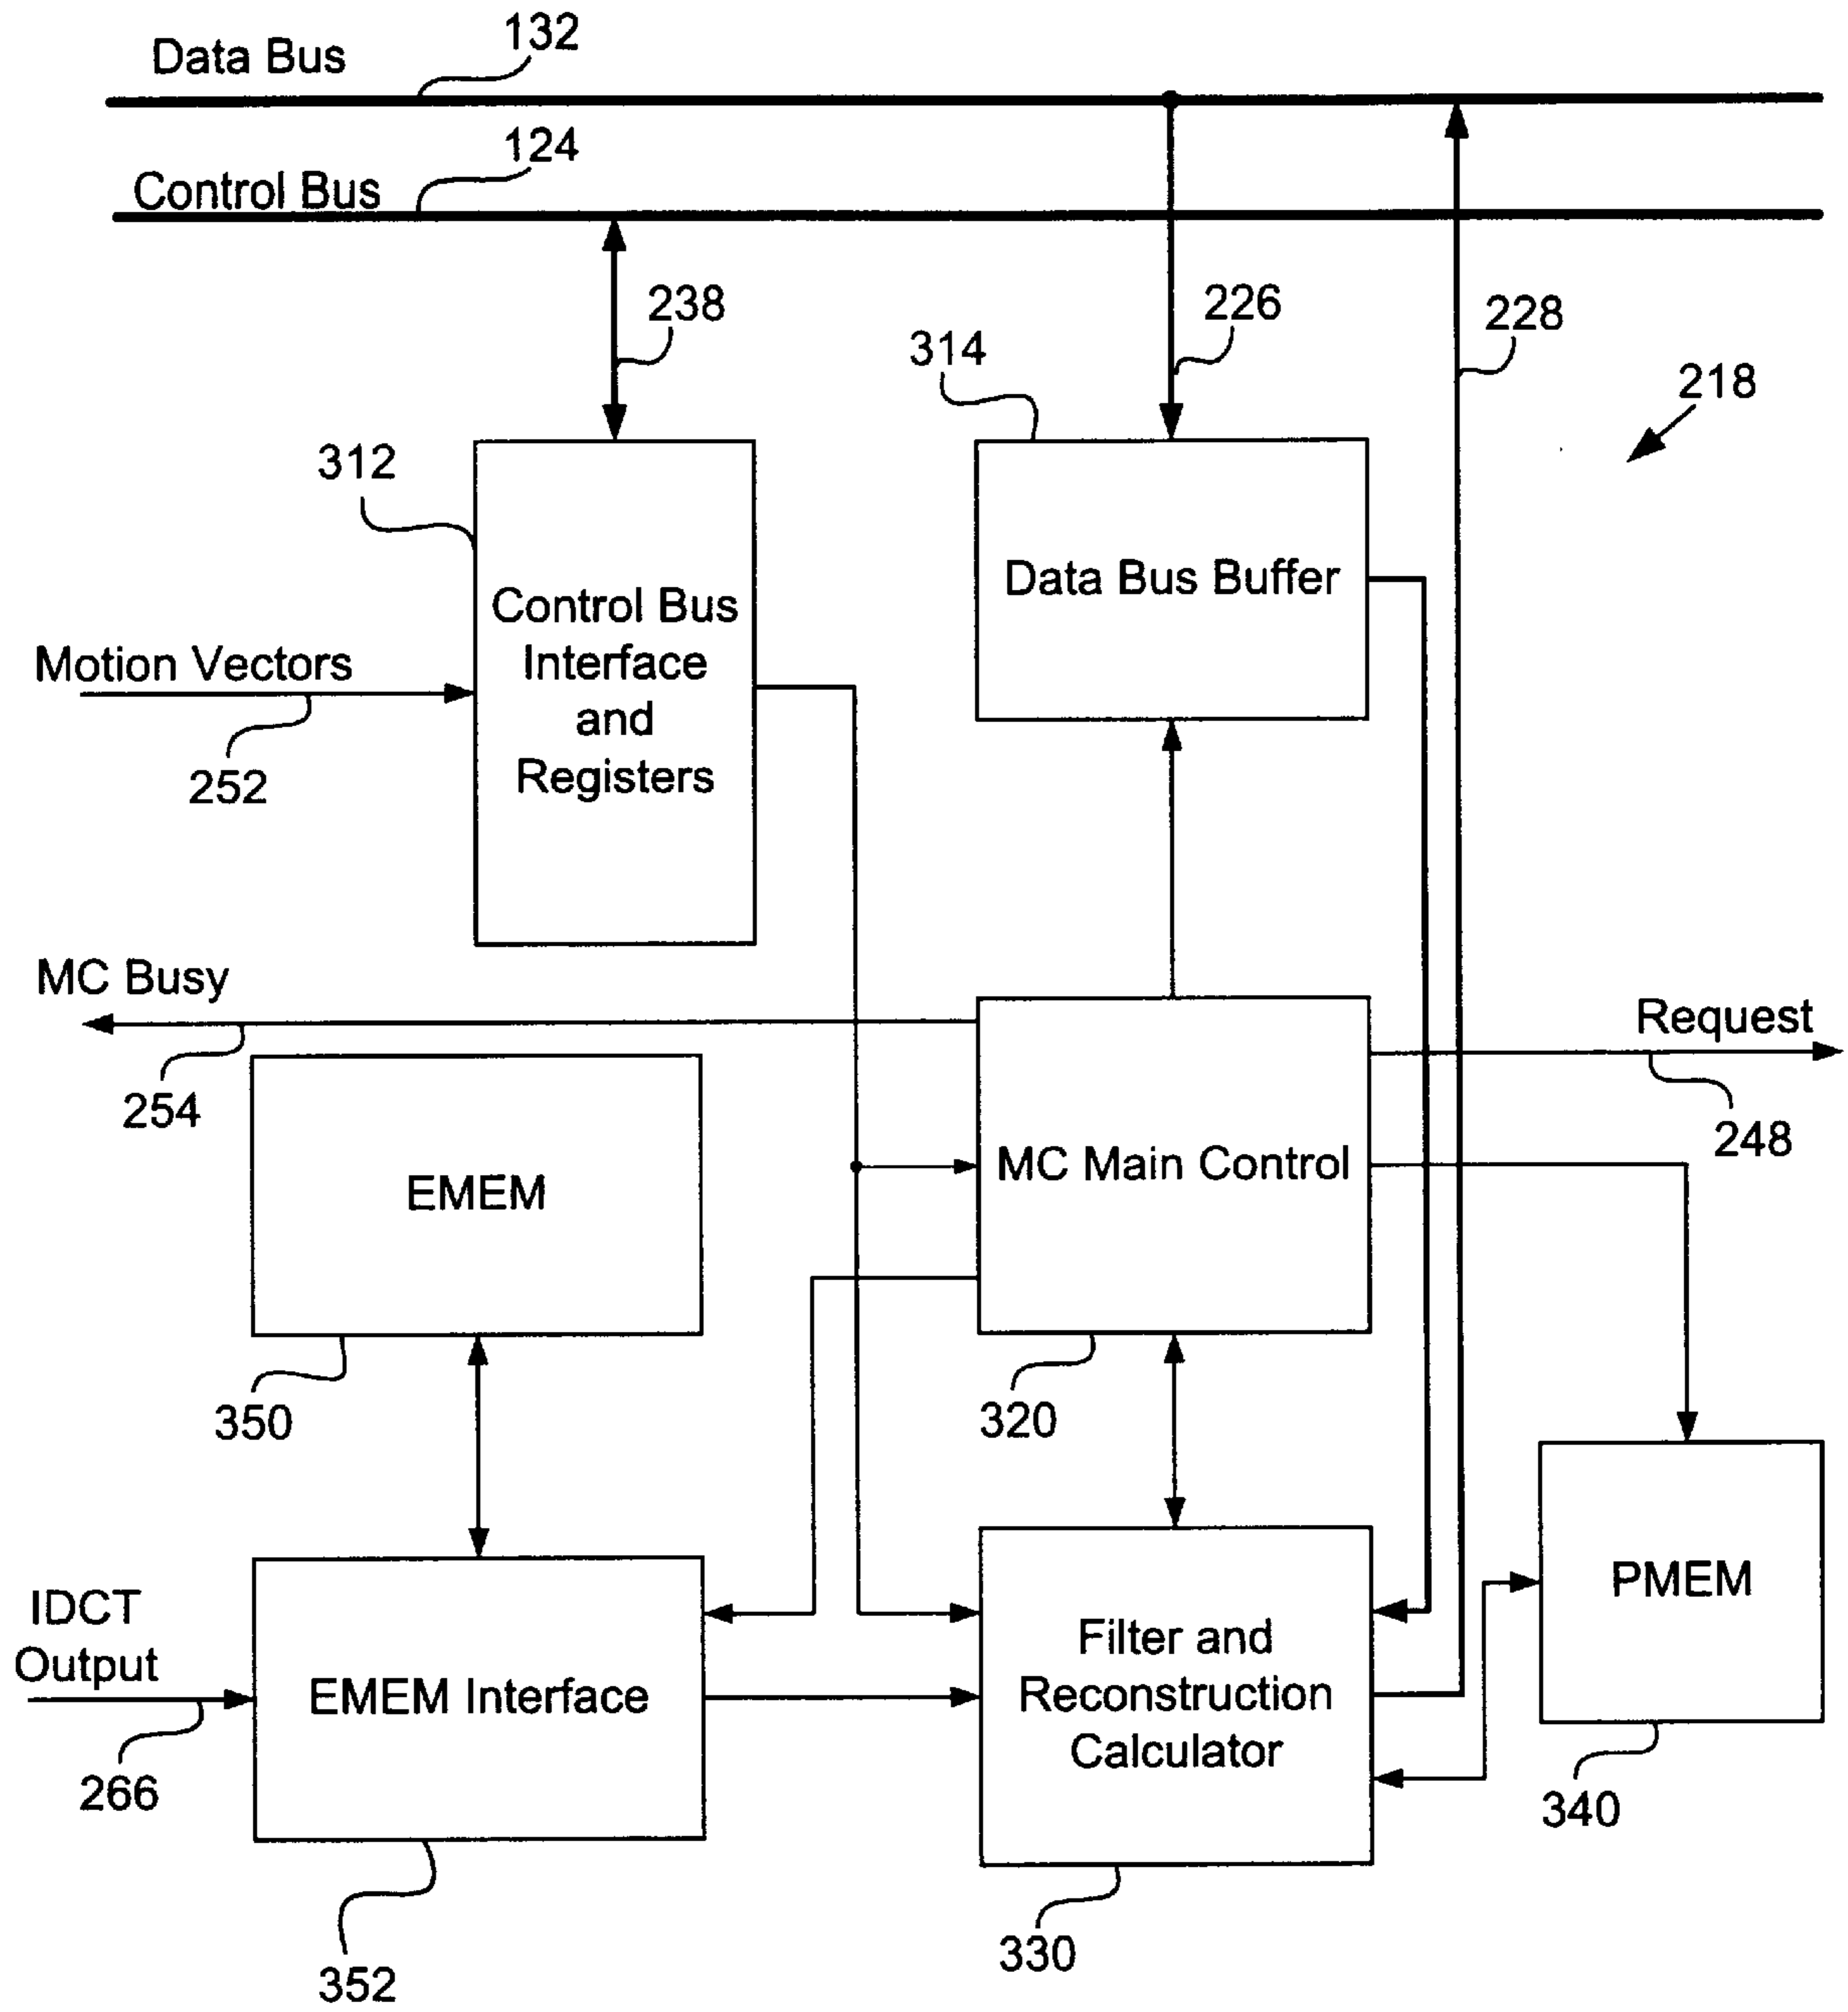 132
Data Bus
124
Control Bus
238
226
228
314
218
312
Data Bus Buffer
Control Bus
Interface
and
Registers
Motion Vectors
252
MC Busy
Request
254
248
MC Main Control
EMEM
350
320
PMEM
IDCT
Output
Filter and
Reconstruction
Calculator
EMEM Interface
266
340
330
352